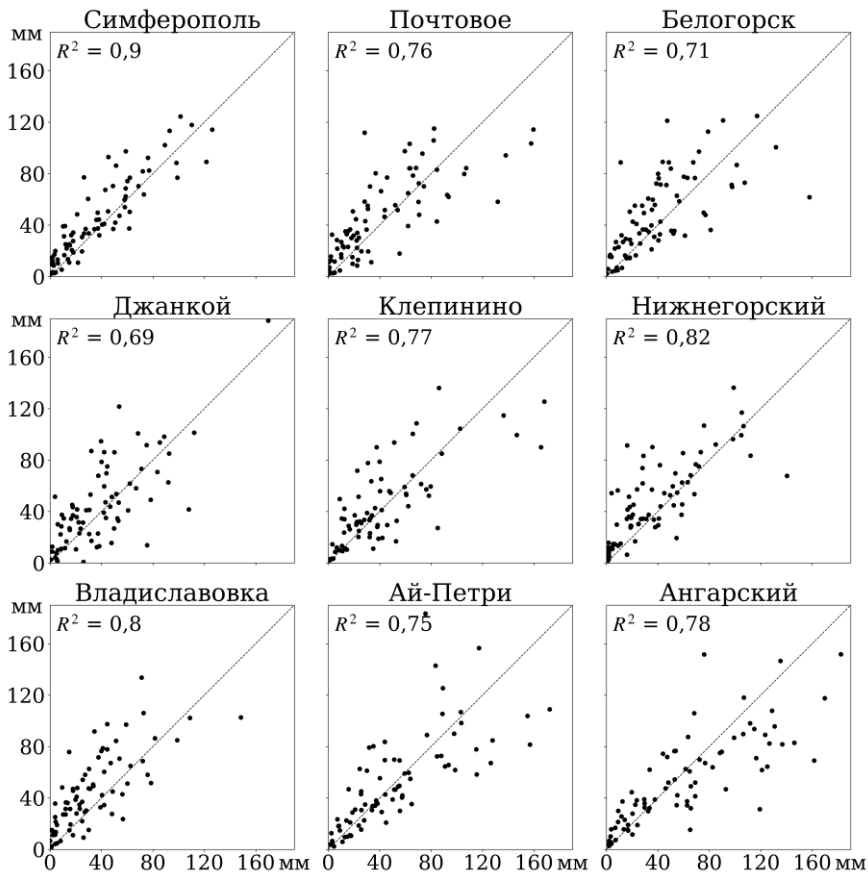 Симферополь Почтовое Белогорск
мм
160
120
80
40
0
R² = 0,9 R² = 0,76 R² = 0,71
Джанкой Клепинино Нижнегорский
мм
160
120
80
40
0
R² = 0,69 R² = 0,77 R² = 0,82
Владиславовка Ай-Петри Ангарский
мм
160
120
80
40
0
R² = 0,8 R² = 0,75 R² = 0,78
0 40 80 120 160 мм 0 40 80 120 160 мм 0 40 80 120 160 мм